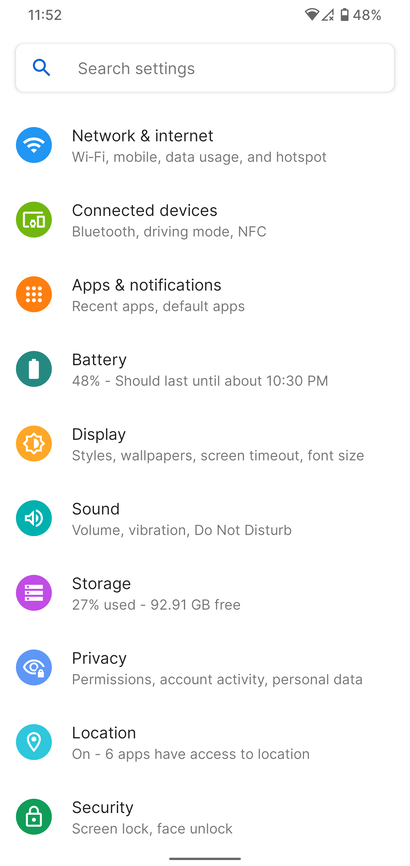 11:52
48%
Search settings
Network & internet
Wi-Fi, mobile, data usage, and hotspot
Connected devices
Bluetooth, driving mode, NFC
Apps & notifications
Recent apps, default apps
Battery
48% - Should last until about 10:30 PM
Display
Styles, wallpapers, screen timeout, font size
Sound
Volume, vibration, Do Not Disturb
Storage
27% used - 92.91 GB free
Privacy
Permissions, account activity, personal data
Location
On - 6 apps have access to location
Security
Screen lock, face unlock